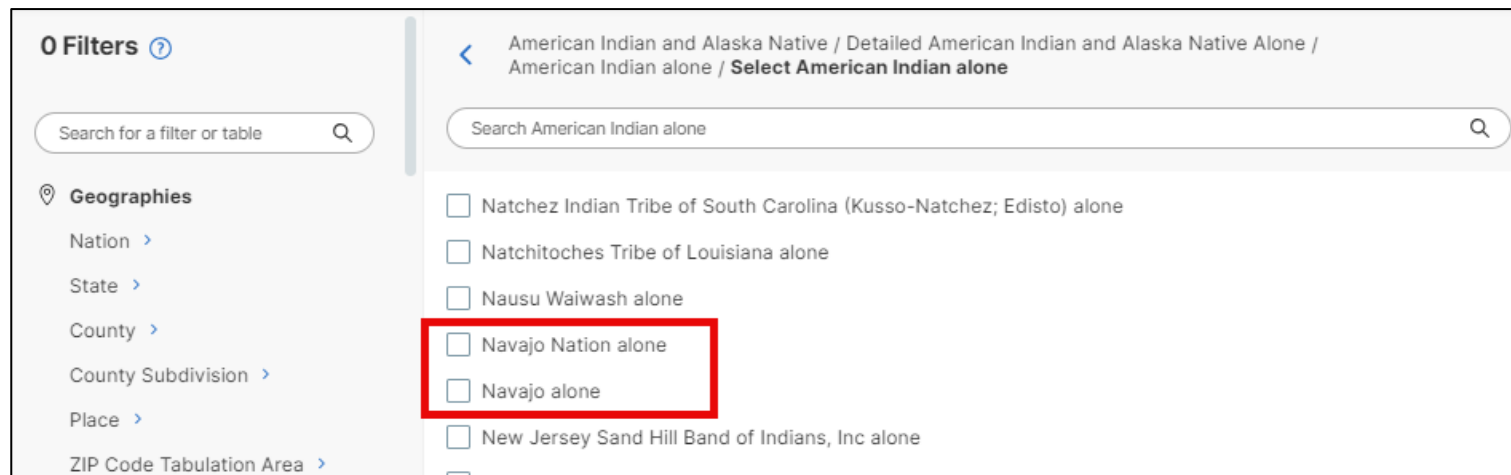 0 Filters ?
Search for a filter or table
Geographies
Nation
State
County
County Subdivision
Place
ZIP Code Tabulation Area
American Indian and Alaska Native / Detailed American Indian and Alaska Native Alone /
American Indian alone / Select American Indian alone
Search American Indian alone
Natchez Indian Tribe of South Carolina (Kusso-Natchez; Edisto) alone
Natchitoches Tribe of Louisiana alone
Nausu Waiwash alone
Navajo Nation alone
Navajo alone
New Jersey Sand Hill Band of Indians, Inc alone